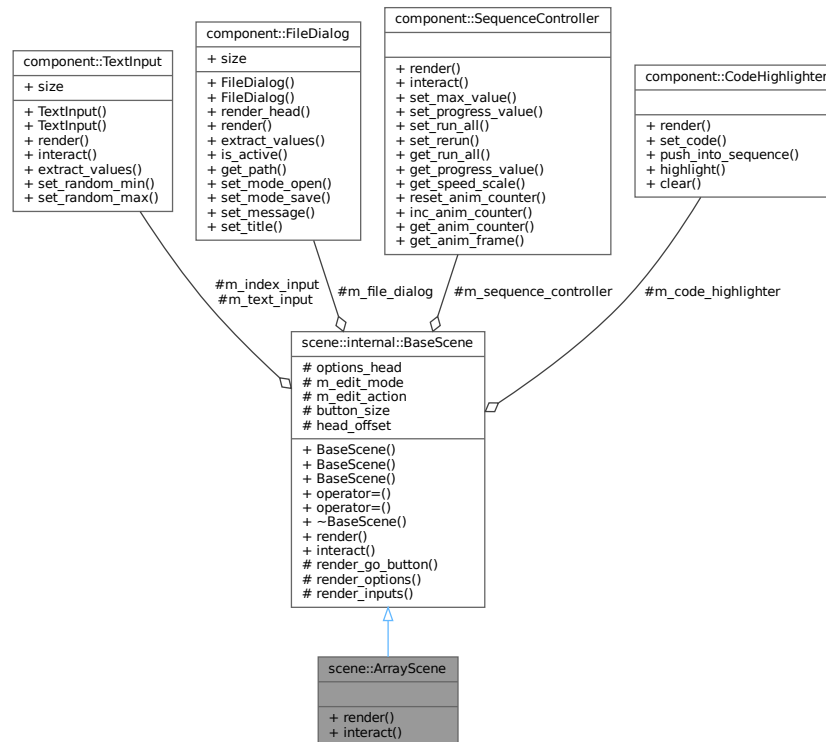 component::TextInput
+ size
+ TextInput()
+ TextInput()
+ render()
+ interact()
+ extract_values()
+ set_random_min()
+ set_random_max()
component::FileDialog
+ size
+ FileDialog()
+ FileDialog()
+ render_head()
+ render()
+ extract_values()
+ is_active()
+ get_path()
+ set_mode_open()
+ set_mode_save()
+ set_message()
+ set_title()
component::SequenceController
+ render()
+ interact()
+ set_max_value()
+ set_progress_value()
+ set_run_all()
+ set_rerun()
+ get_run_all()
+ get_progress_value()
+ get_speed_scale()
+ reset_anim_counter()
+ inc_anim_counter()
+ get_anim_counter()
+ get_anim_frame()
component::CodeHighlighter
+ render()
+ set_code()
+ push_into_sequence()
+ highlight()
+ clear()
#m_index_input
#m_text_input
#m_file_dialog
#m_sequence_controller
#m_code_highlighter
scene::internal::BaseScene
# options_head
# m_edit_mode
# m_edit_action
# button_size
# head_offset
+ BaseScene()
+ BaseScene()
+ BaseScene()
+ operator=()
+ operator=()
+ ~BaseScene()
+ render()
+ interact()
# render_go_button()
# render_options()
# render_inputs()
scene::ArrayScene
+ render()
+ interact()